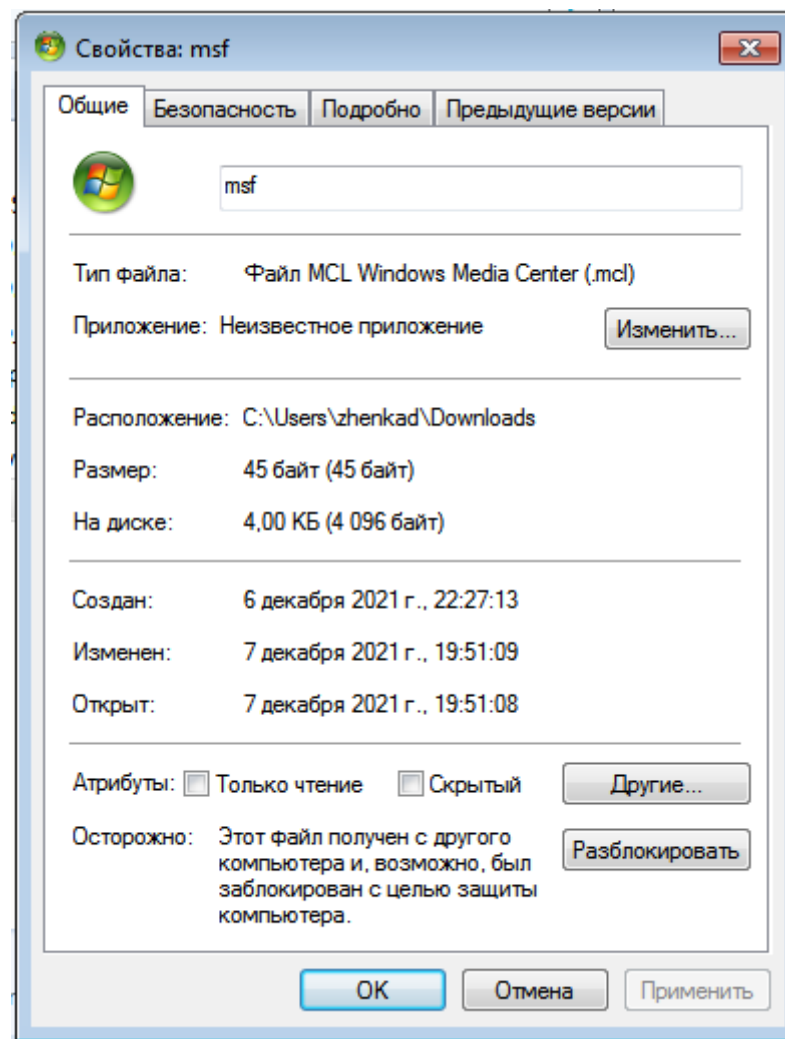 Свойства: msf
Общие Безопасность Подробно Предыдущие версии
msf
Тип файла: Файл MCL Windows Media Center (.mcl)
Приложение: Неизвестное приложение Изменить...
Расположение: C:\Users\zhenkad\Downloads
Размер: 45 байт (45 байт)
На диске: 4,00 КБ (4 096 байт)
Создан: 6 декабря 2021 г., 22:27:13
Изменен: 7 декабря 2021 г., 19:51:09
Открыт: 7 декабря 2021 г., 19:51:08
Атрибуты: Только чтение Скрытый Другие...
Осторожно: Этот файл получен с другого
компьютера и, возможно, был
заблокирован с целью защиты
компьютера.
Разблокировать
OK Отмена Применить